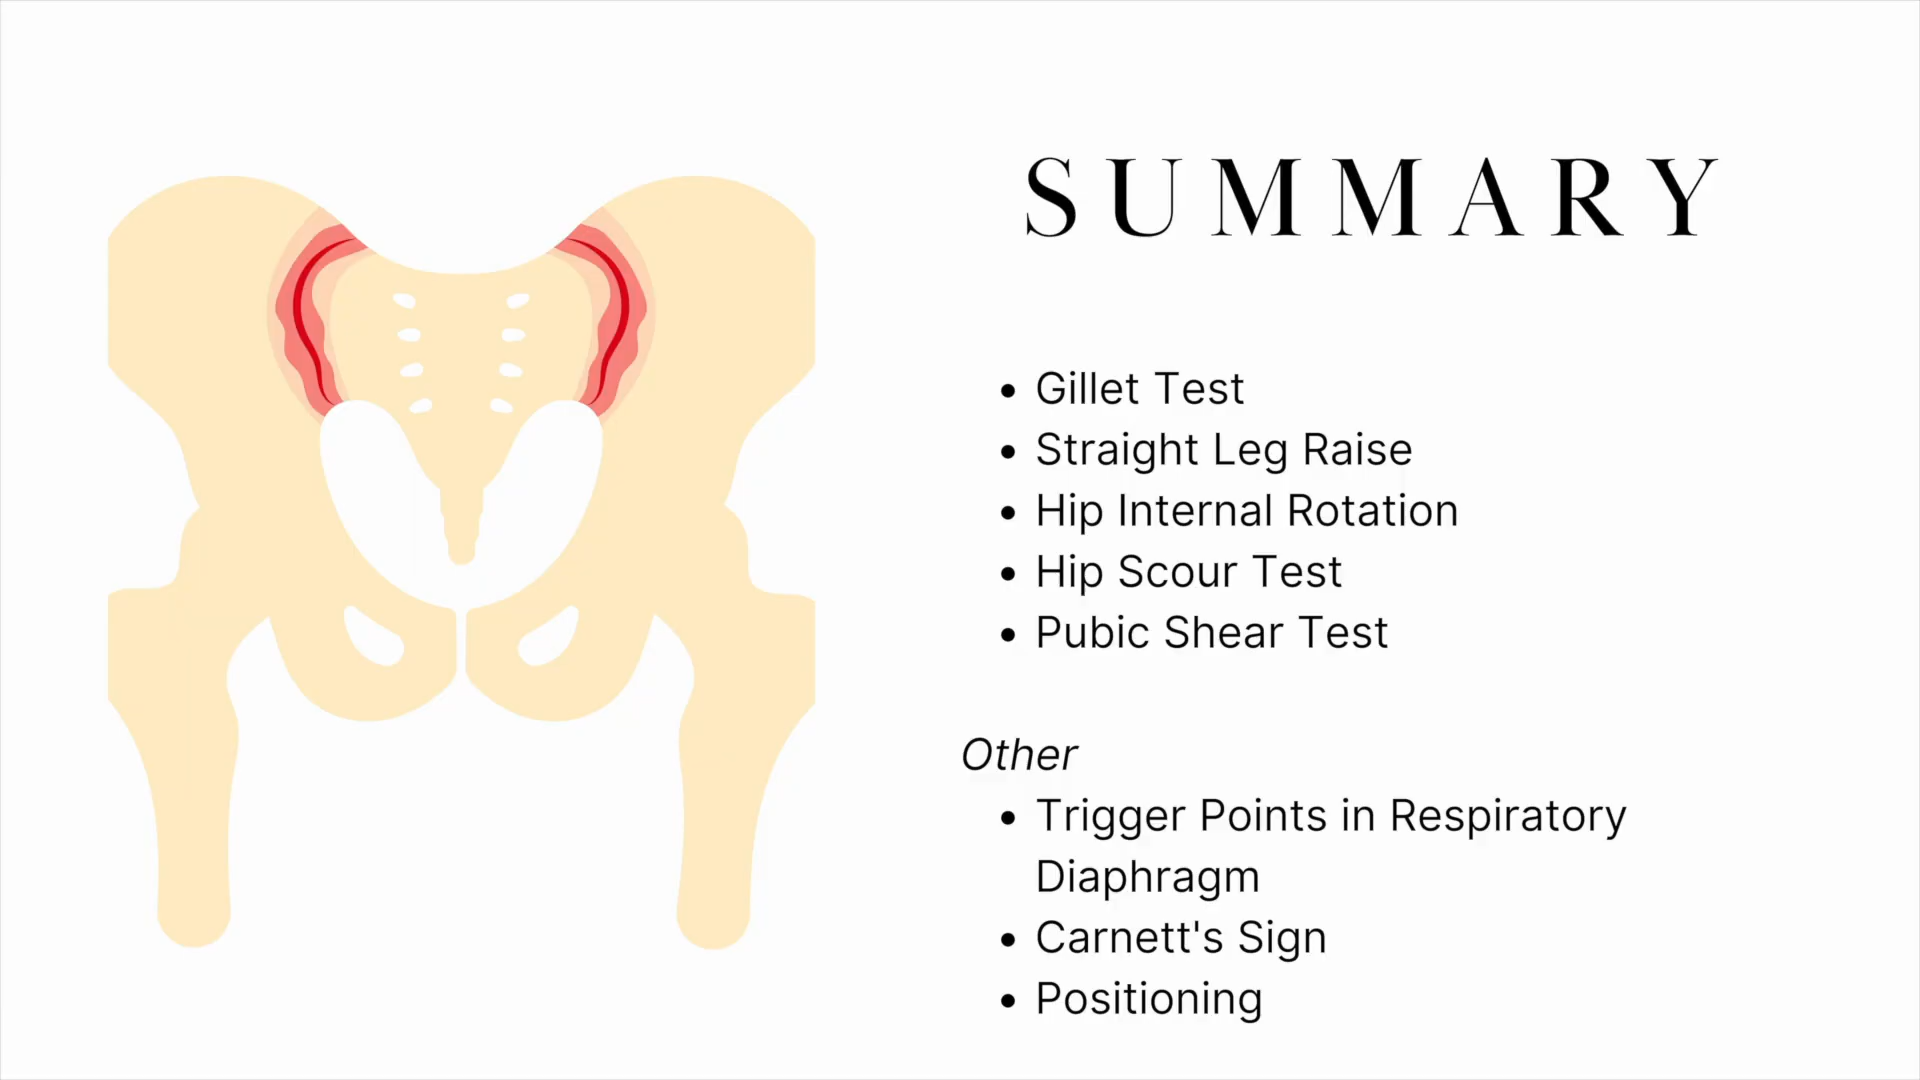 SUMMARY
• Gillet Test
• Straight Leg Raise
• Hip Internal Rotation
• Hip Scour Test
• Pubic Shear Test
Other
• Trigger Points in Respiratory
Diaphragm
• Carnett's Sign
• Positioning